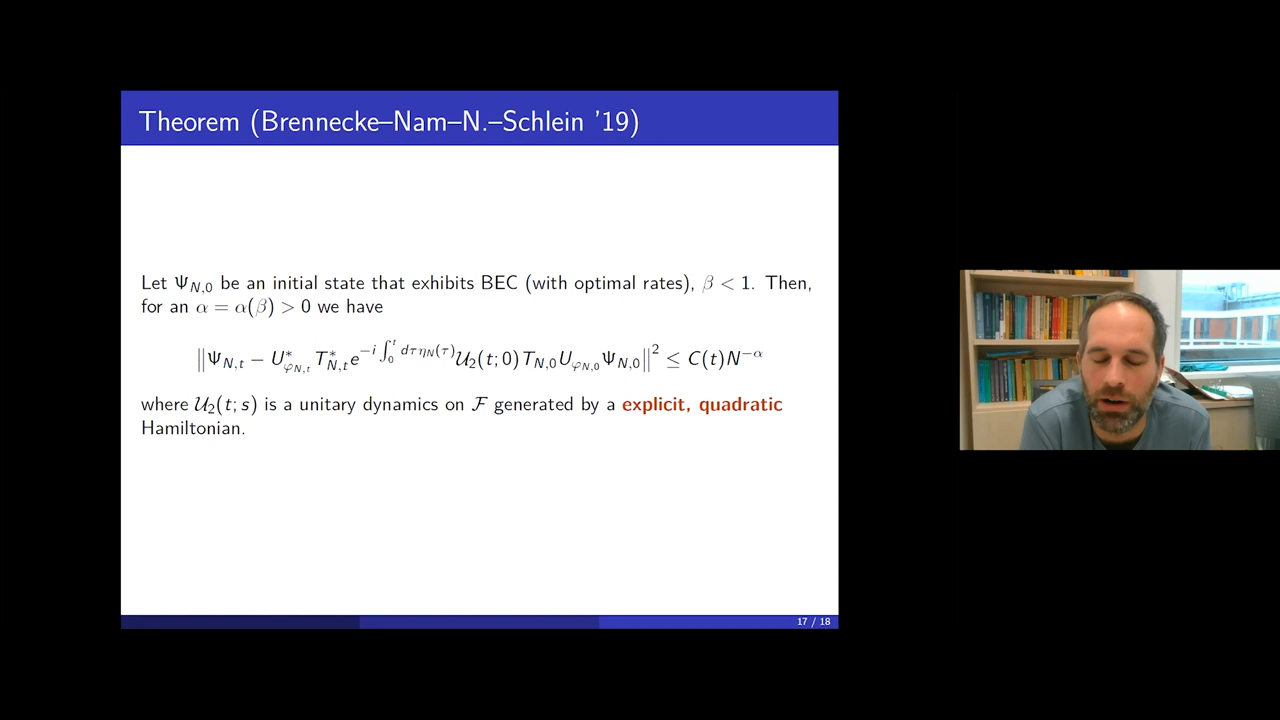 Theorem (Brennecke–Nam–N.–Schlein '19)
Let Ψ_{N,0} be an initial state that exhibits BEC (with optimal rates), β < 1. Then,
for an α = α(β) > 0 we have
‖Ψ_{N,t} − U*_{φ_{N,t}} T*_{N,t} e^{−i ∫_0^t dτ η_N(τ)} 𝒰_2(t; 0) T_{N,0} U_{φ_{N,0}} Ψ_{N,0}‖^2 ≤ C(t)N^{−α}
where 𝒰_2(t; s) is a unitary dynamics on ℱ generated by a explicit, quadratic
Hamiltonian.
17 / 18